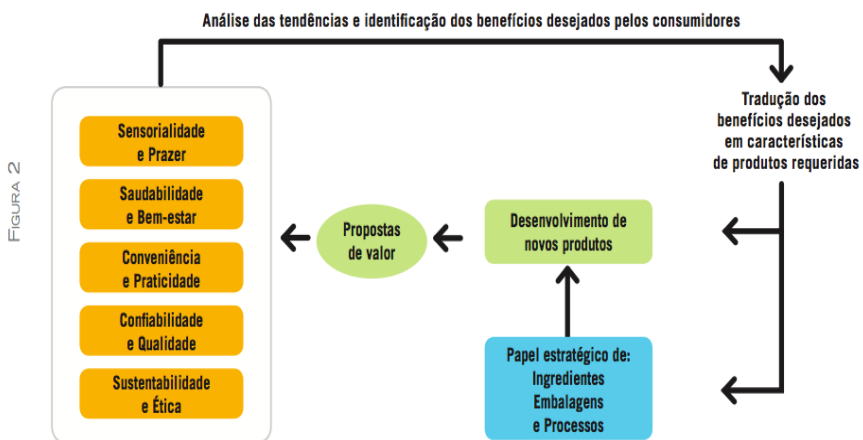 Análise das tendências e identificação dos benefícios desejados pelos consumidores
FIGURA 2
Sensorialidade
e Prazer
Saudabilidade
e Bem-estar
Conveniência
e Praticidade
Confiabilidade
e Qualidade
Sustentabilidade
e Ética
Propostas
de valor
Desenvolvimento de
novos produtos
Papel estratégico de:
Ingredientes
Embalagens
e Processos
Tradução dos
benefícios desejados
em características
de produtos requeridas